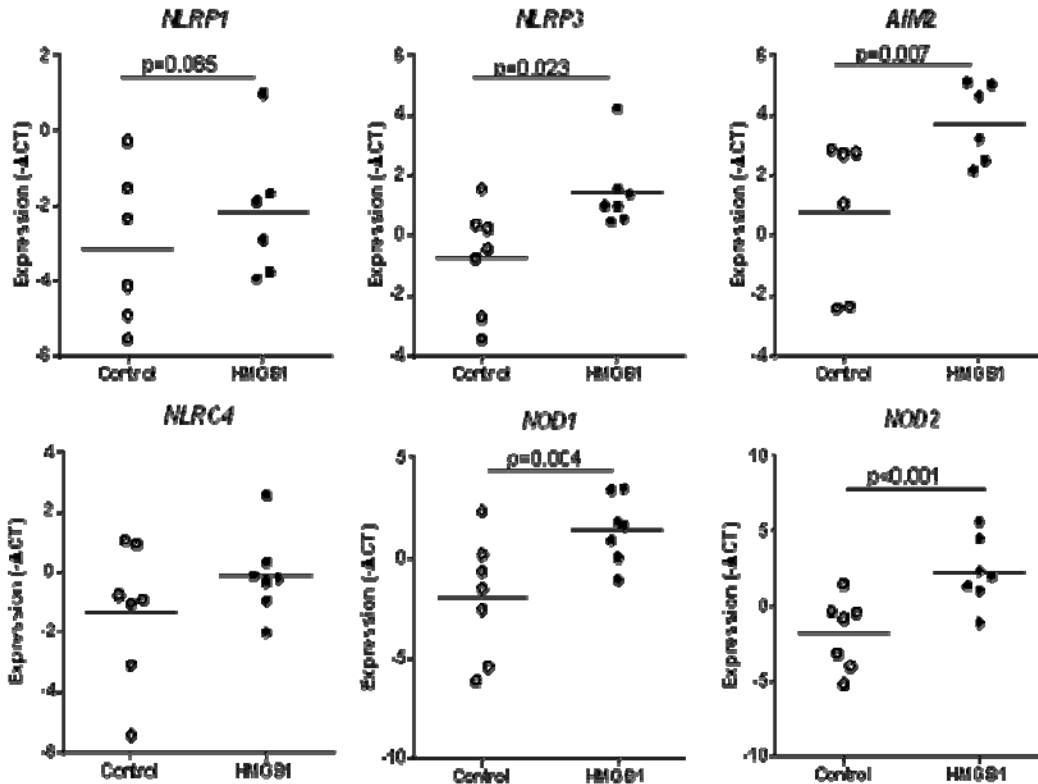 NLRP1
p=0.065
Expression (-ΔCT)
2
0
-2
-4
-6
Control
HMGB1
NLRP3
p=0.023
Expression (-ΔCT)
6
4
2
0
-2
-4
Control
HMGB1
AIM2
p=0.007
Expression (-ΔCT)
6
4
2
0
-2
-4
Control
HMGB1
NLRC4
Expression (-ΔCT)
4
2
0
-2
-4
-6
Control
HMGB1
NOD1
p=0.004
Expression (-ΔCT)
5
0
-5
-10
Control
HMGB1
NOD2
p<0.001
Expression (-ΔCT)
10
5
0
-5
-10
Control
HMGB1